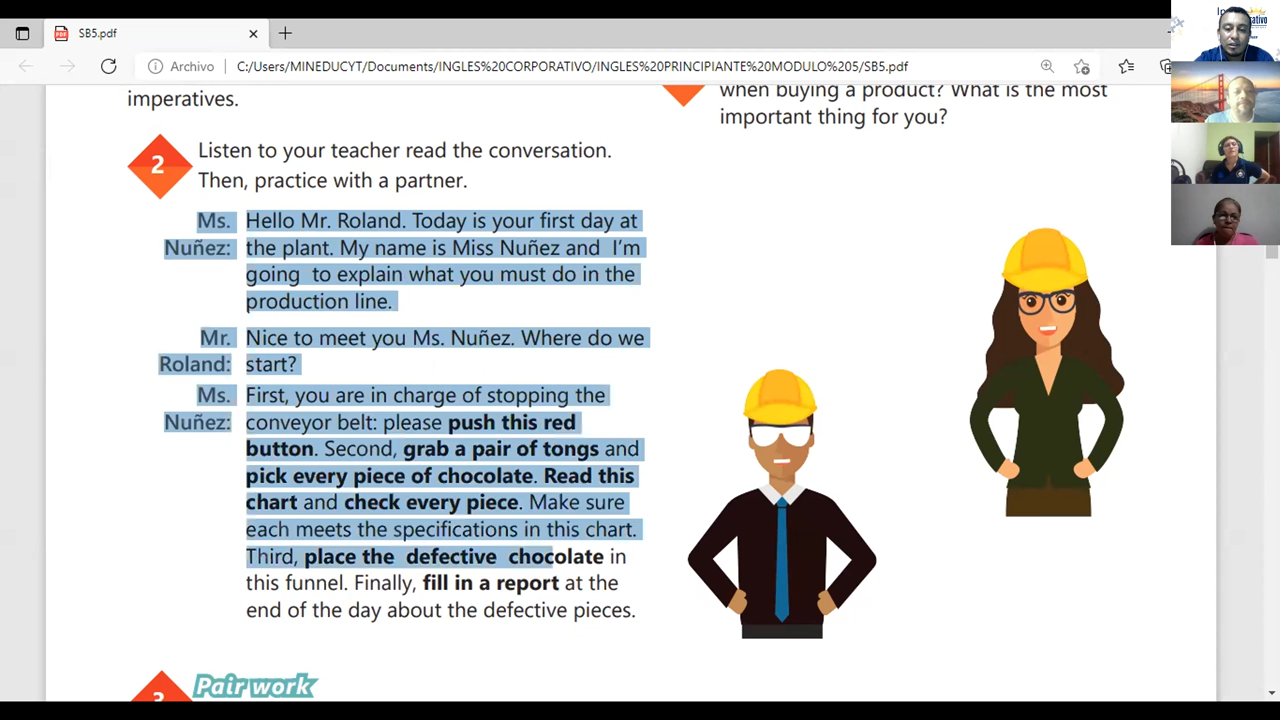 SB5.pdf
Archivo C:/Users/MINEDUCYT/Documents/INGLES%20CORPORATIVO/INGLES%20PRINCIPIANTE%20MODULO%205/SB5.pdf
imperatives.
when buying a product? What is the most
important thing for you?
2
Listen to your teacher read the conversation.
Then, practice with a partner.
Ms. Hello Mr. Roland. Today is your first day at
Nuñez: the plant. My name is Miss Nuñez and I’m
going to explain what you must do in the
production line.
Mr. Nice to meet you Ms. Nuñez. Where do we
Roland: start?
Ms. First, you are in charge of stopping the
Nuñez: conveyor belt: please push this red
button. Second, grab a pair of tongs and
pick every piece of chocolate. Read this
chart and check every piece. Make sure
each meets the specifications in this chart.
Third, place the defective chocolate in
this funnel. Finally, fill in a report at the
end of the day about the defective pieces.
3
Pair work